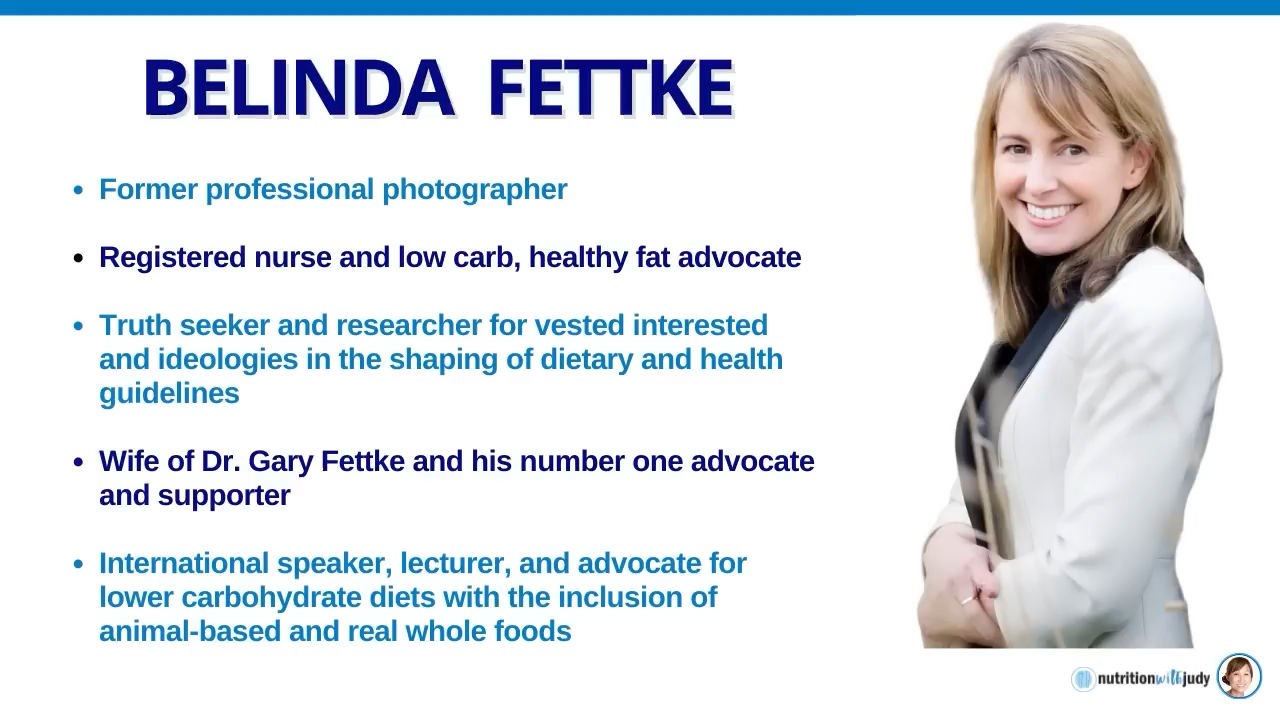 BELINDA FETTKE
• Former professional photographer
• Registered nurse and low carb, healthy fat advocate
• Truth seeker and researcher for vested interested
and ideologies in the shaping of dietary and health
guidelines
• Wife of Dr. Gary Fettke and his number one advocate
and supporter
• International speaker, lecturer, and advocate for
lower carbohydrate diets with the inclusion of
animal-based and real whole foods
nutritionwithjudy